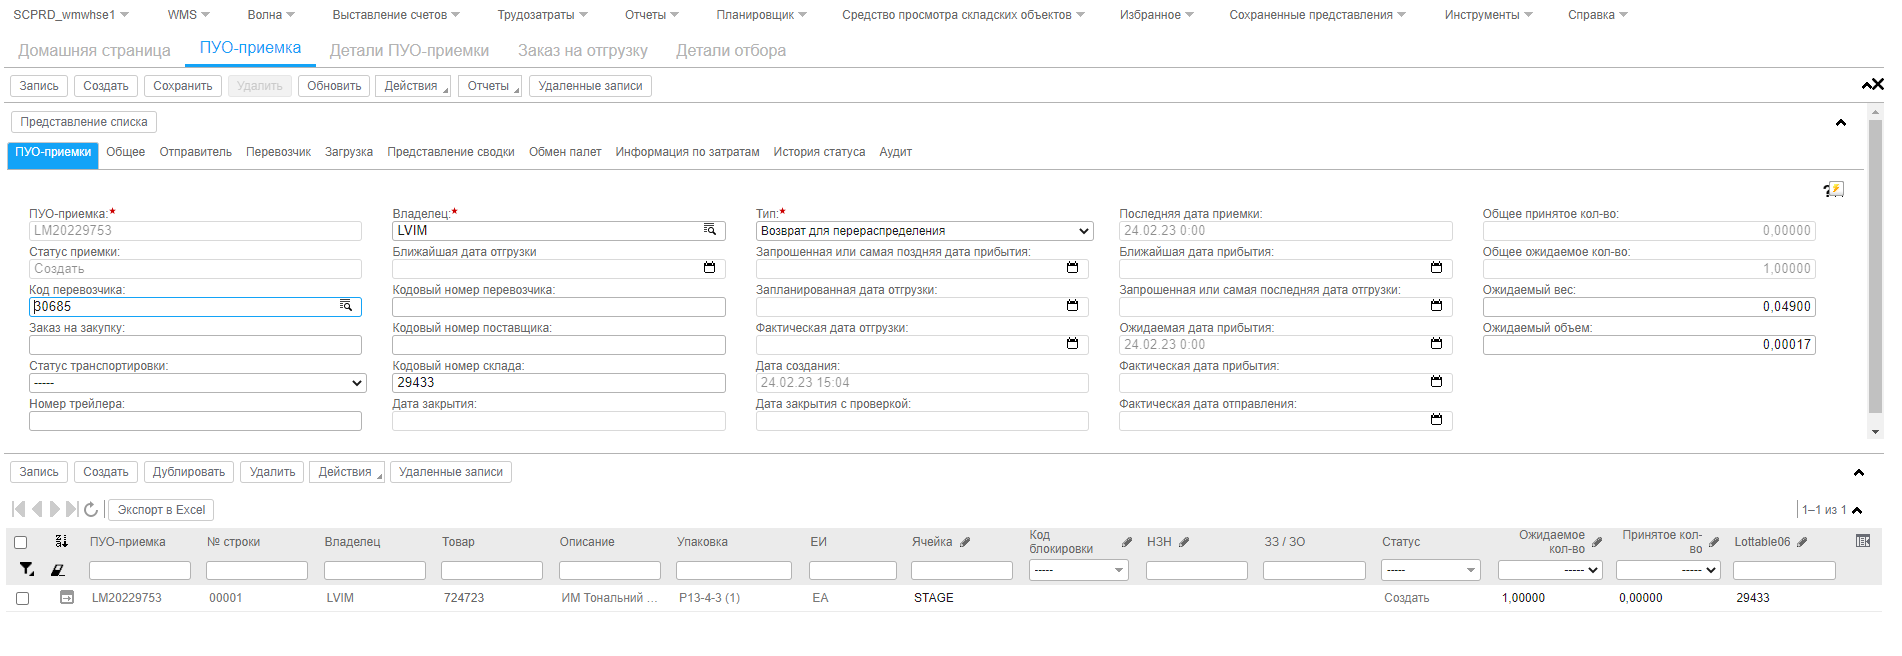 SCPRD_wmwhse1 WMS Волна Выставление счетов Трудозатраты Отчеты Планировщик Средство просмотра складских объектов Избранное Сохраненные представления Инструменты Справка
Домашняя страница ПУО-приемка Детали ПУО-приемки Заказ на отгрузку Детали отбора
Запись Создать Сохранить Удалить Обновить Действия Отчеты Удаленные записи
Представление списка
ПУО-приемки Общее Отправитель Перевозчик Загрузка Представление сводки Обмен палет Информация по затратам История статуса Аудит
ПУО-приемка:* Владелец:* Тип:* Последняя дата приемки: Общее принятое кол-во:
LM20229753 LVIM Возврат для перераспределения 24.02.23 0:00 0,00000
Статус приемки: Ближайшая дата отгрузки Запрошенная или самая поздняя дата прибытия: Ближайшая дата прибытия: Общее ожидаемое кол-во:
Создать 1,00000
Код перевозчика: Кодовый номер перевозчика: Запланированная дата отгрузки: Запрошенная или самая последняя дата отгрузки: Ожидаемый вес:
30685 0,04900
Заказ на закупку: Кодовый номер поставщика: Фактическая дата отгрузки: Ожидаемая дата прибытия: Ожидаемый объем:
24.02.23 0:00 0,00017
Статус транспортировки: Кодовый номер склада: Дата создания: Фактическая дата прибытия:
----- 29433 24.02.23 15:04
Номер трейлера: Дата закрытия: Дата закрытия с проверкой: Фактическая дата отправления:
Запись Создать Дублировать Удалить Действия Удаленные записи
Экспорт в Excel 1–1 из 1
ПУО-приемка № строки Владелец Товар Описание Упаковка ЕИ Ячейка Код блокировки НЗН ЗЗ / ЗО Статус Ожидаемое кол-во Принятое кол-во Lottable06
----- ----- ----- -----
LM20229753 00001 LVIM 724723 ИМ Тональний ... P13-4-3 (1) EA STAGE Создать 1,00000 0,00000 29433